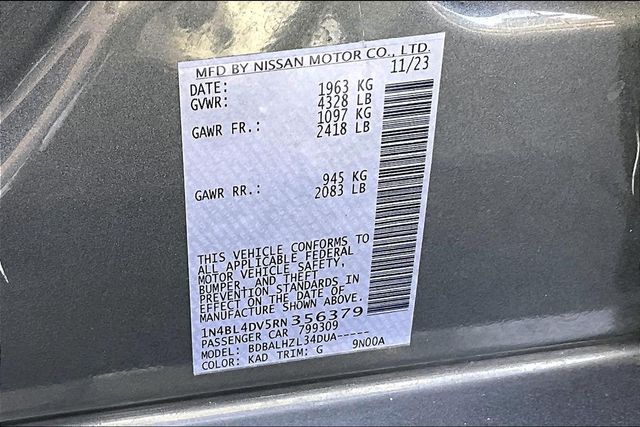 MFD BY NISSAN MOTOR CO., LTD.
DATE: 11/23
GVWR: 1963 KG
4328 LB
GAWR FR.: 1097 KG
2418 LB
GAWR RR.: 945 KG
2083 LB
THIS VEHICLE CONFORMS TO
ALL APPLICABLE FEDERAL
MOTOR VEHICLE SAFETY,
BUMPER, AND THEFT
PREVENTION STANDARDS IN
EFFECT ON THE DATE OF
MANUFACTURE SHOWN ABOVE.
1N4BL4DV5RN356379
PASSENGER CAR 799309
MODEL: BDBALHZL34DUA-----
COLOR: KAD TRIM: G 9N00A